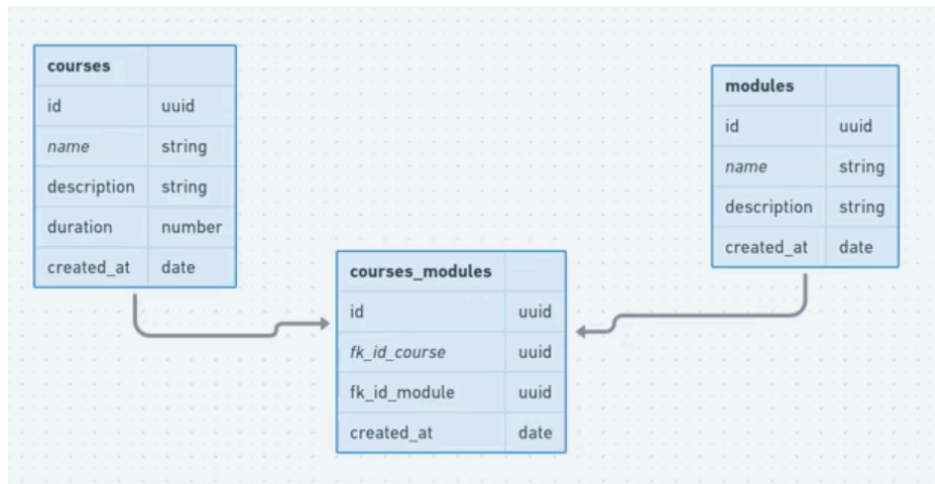 courses
id uuid
name string
description string
duration number
created_at date
modules
id uuid
name string
description string
created_at date
courses_modules
id uuid
fk_id_course uuid
fk_id_module uuid
created_at date